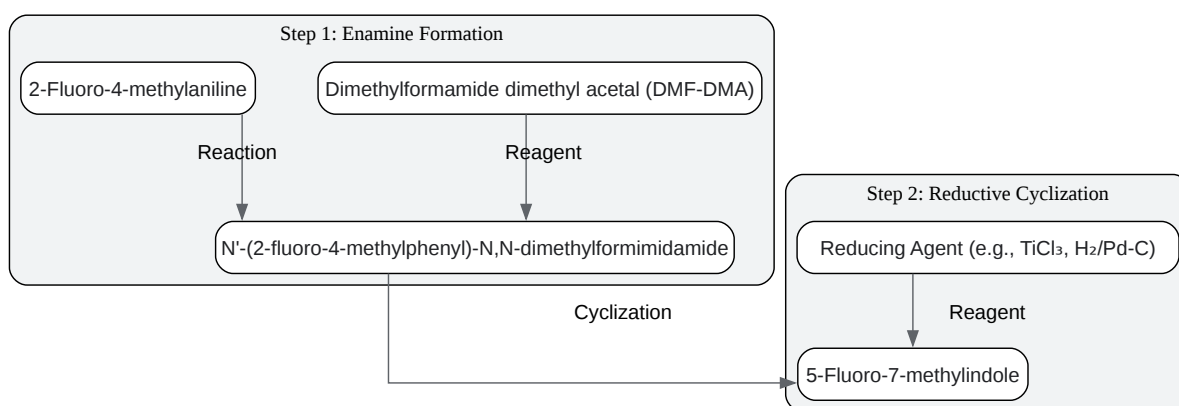 Step 1: Enamine Formation
2-Fluoro-4-methylaniline
Dimethylformamide dimethyl acetal (DMF-DMA)
Reaction
Reagent
N'-(2-fluoro-4-methylphenyl)-N,N-dimethylformimidamide
Cyclization
Step 2: Reductive Cyclization
Reducing Agent (e.g., TiCl₃, H₂/Pd-C)
Reagent
5-Fluoro-7-methylindole